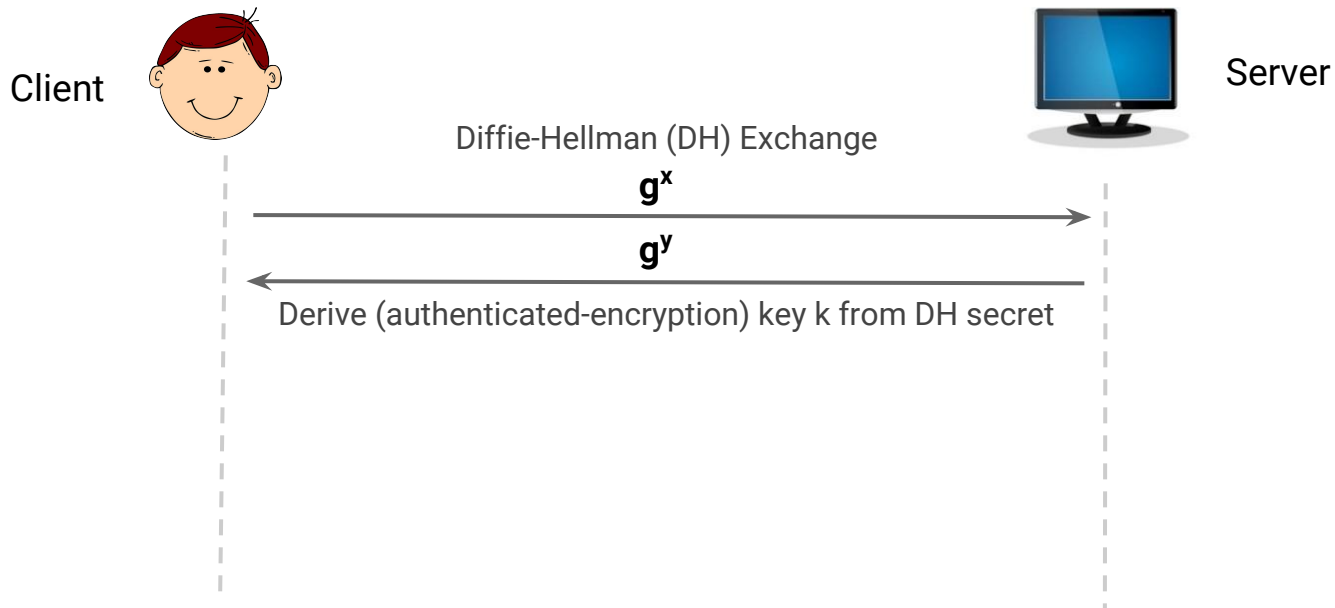 Client
Server
Diffie-Hellman (DH) Exchange
gˣ
gʸ
Derive (authenticated-encryption) key k from DH secret